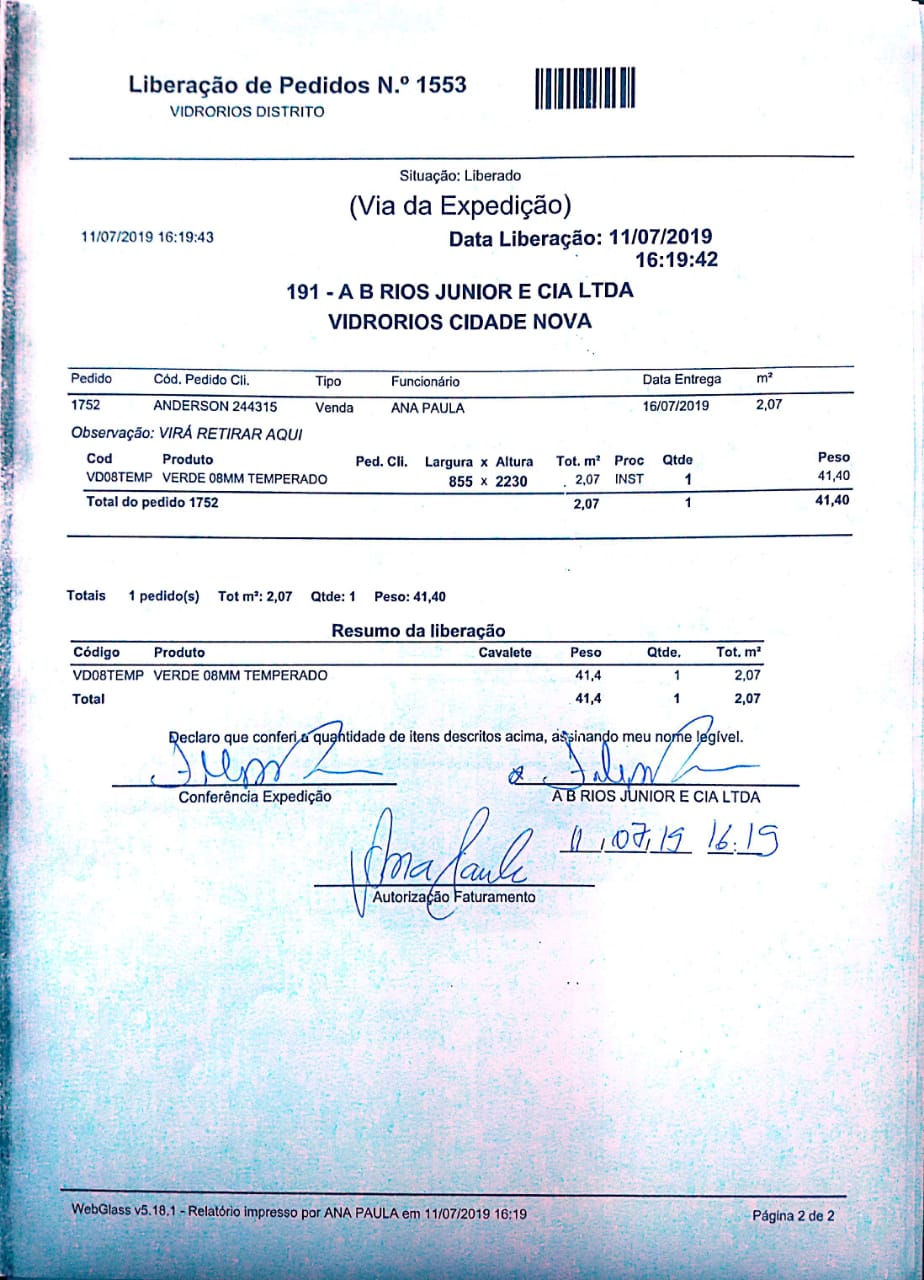 Liberação de Pedidos N.º 1553
VIDRORIOS DISTRITO
Situação: Liberado
(Via da Expedição)
11/07/2019 16:19:43 Data Liberação: 11/07/2019
16:19:42
191 - A B RIOS JUNIOR E CIA LTDA
VIDRORIOS CIDADE NOVA
Pedido Cód. Pedido Cli. Tipo Funcionário Data Entrega m²
1752 ANDERSON 244315 Venda ANA PAULA 16/07/2019 2,07
Observação: VIRÁ RETIRAR AQUI
Cod Produto Ped. Cli. Largura x Altura Tot. m² Proc Qtde Peso
VD08TEMP VERDE 08MM TEMPERADO 855 x 2230 2,07 INST 1 41,40
Total do pedido 1752 2,07 1 41,40
Totais 1 pedido(s) Tot m²: 2,07 Qtde: 1 Peso: 41,40
Resumo da liberação
Código Produto Cavalete Peso Qtde. Tot. m²
VD08TEMP VERDE 08MM TEMPERADO 41,4 1 2,07
Total 41,4 1 2,07
Declaro que conferi a quantidade de itens descritos acima, assinando meu nome legível.
Conferência Expedição A B RIOS JUNIOR E CIA LTDA
11/07/19 16:19
Ana Paula
Autorização Faturamento
WebGlass v5.18.1 - Relatório impresso por ANA PAULA em 11/07/2019 16:19 Página 2 de 2